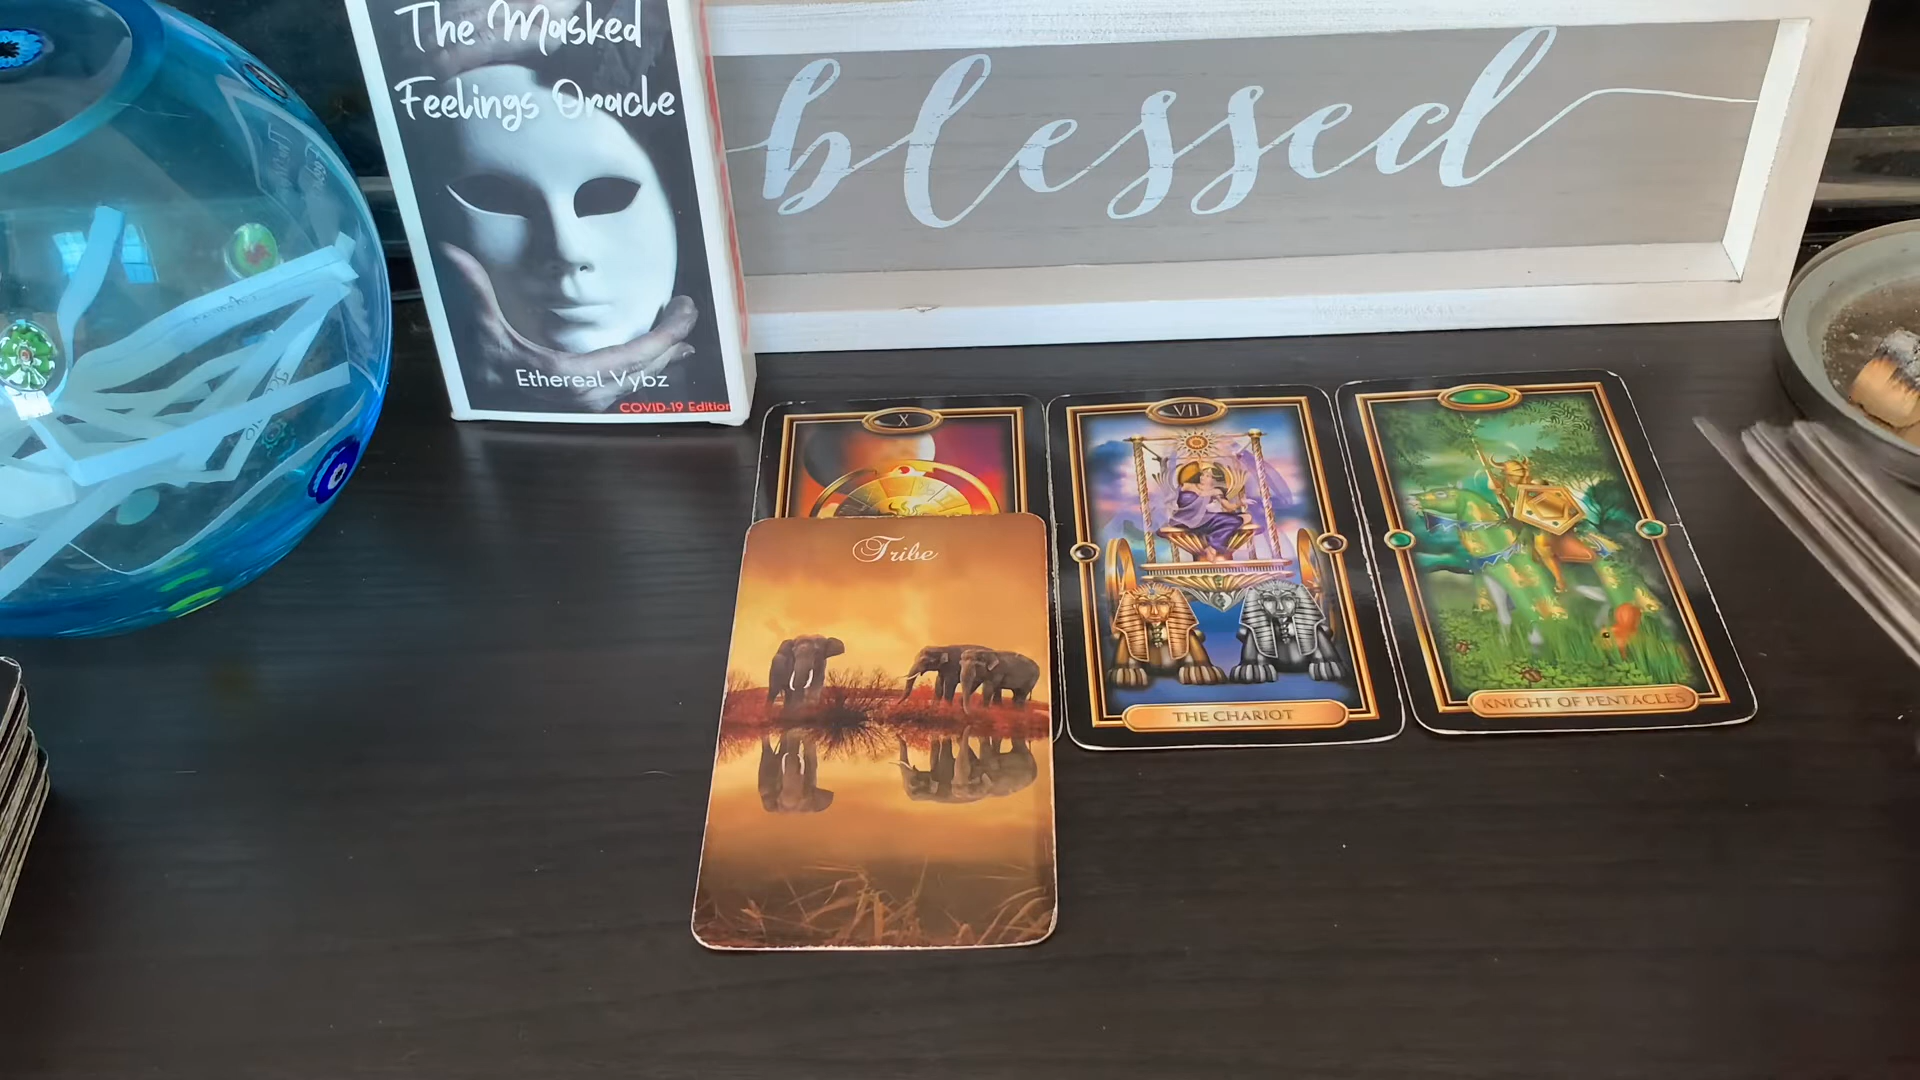 The Masked
Feelings Oracle
Ethereal Vybz
COVID-19 Edition
blessed
X
Tribe
VII
THE CHARIOT
KNIGHT OF PENTACLES